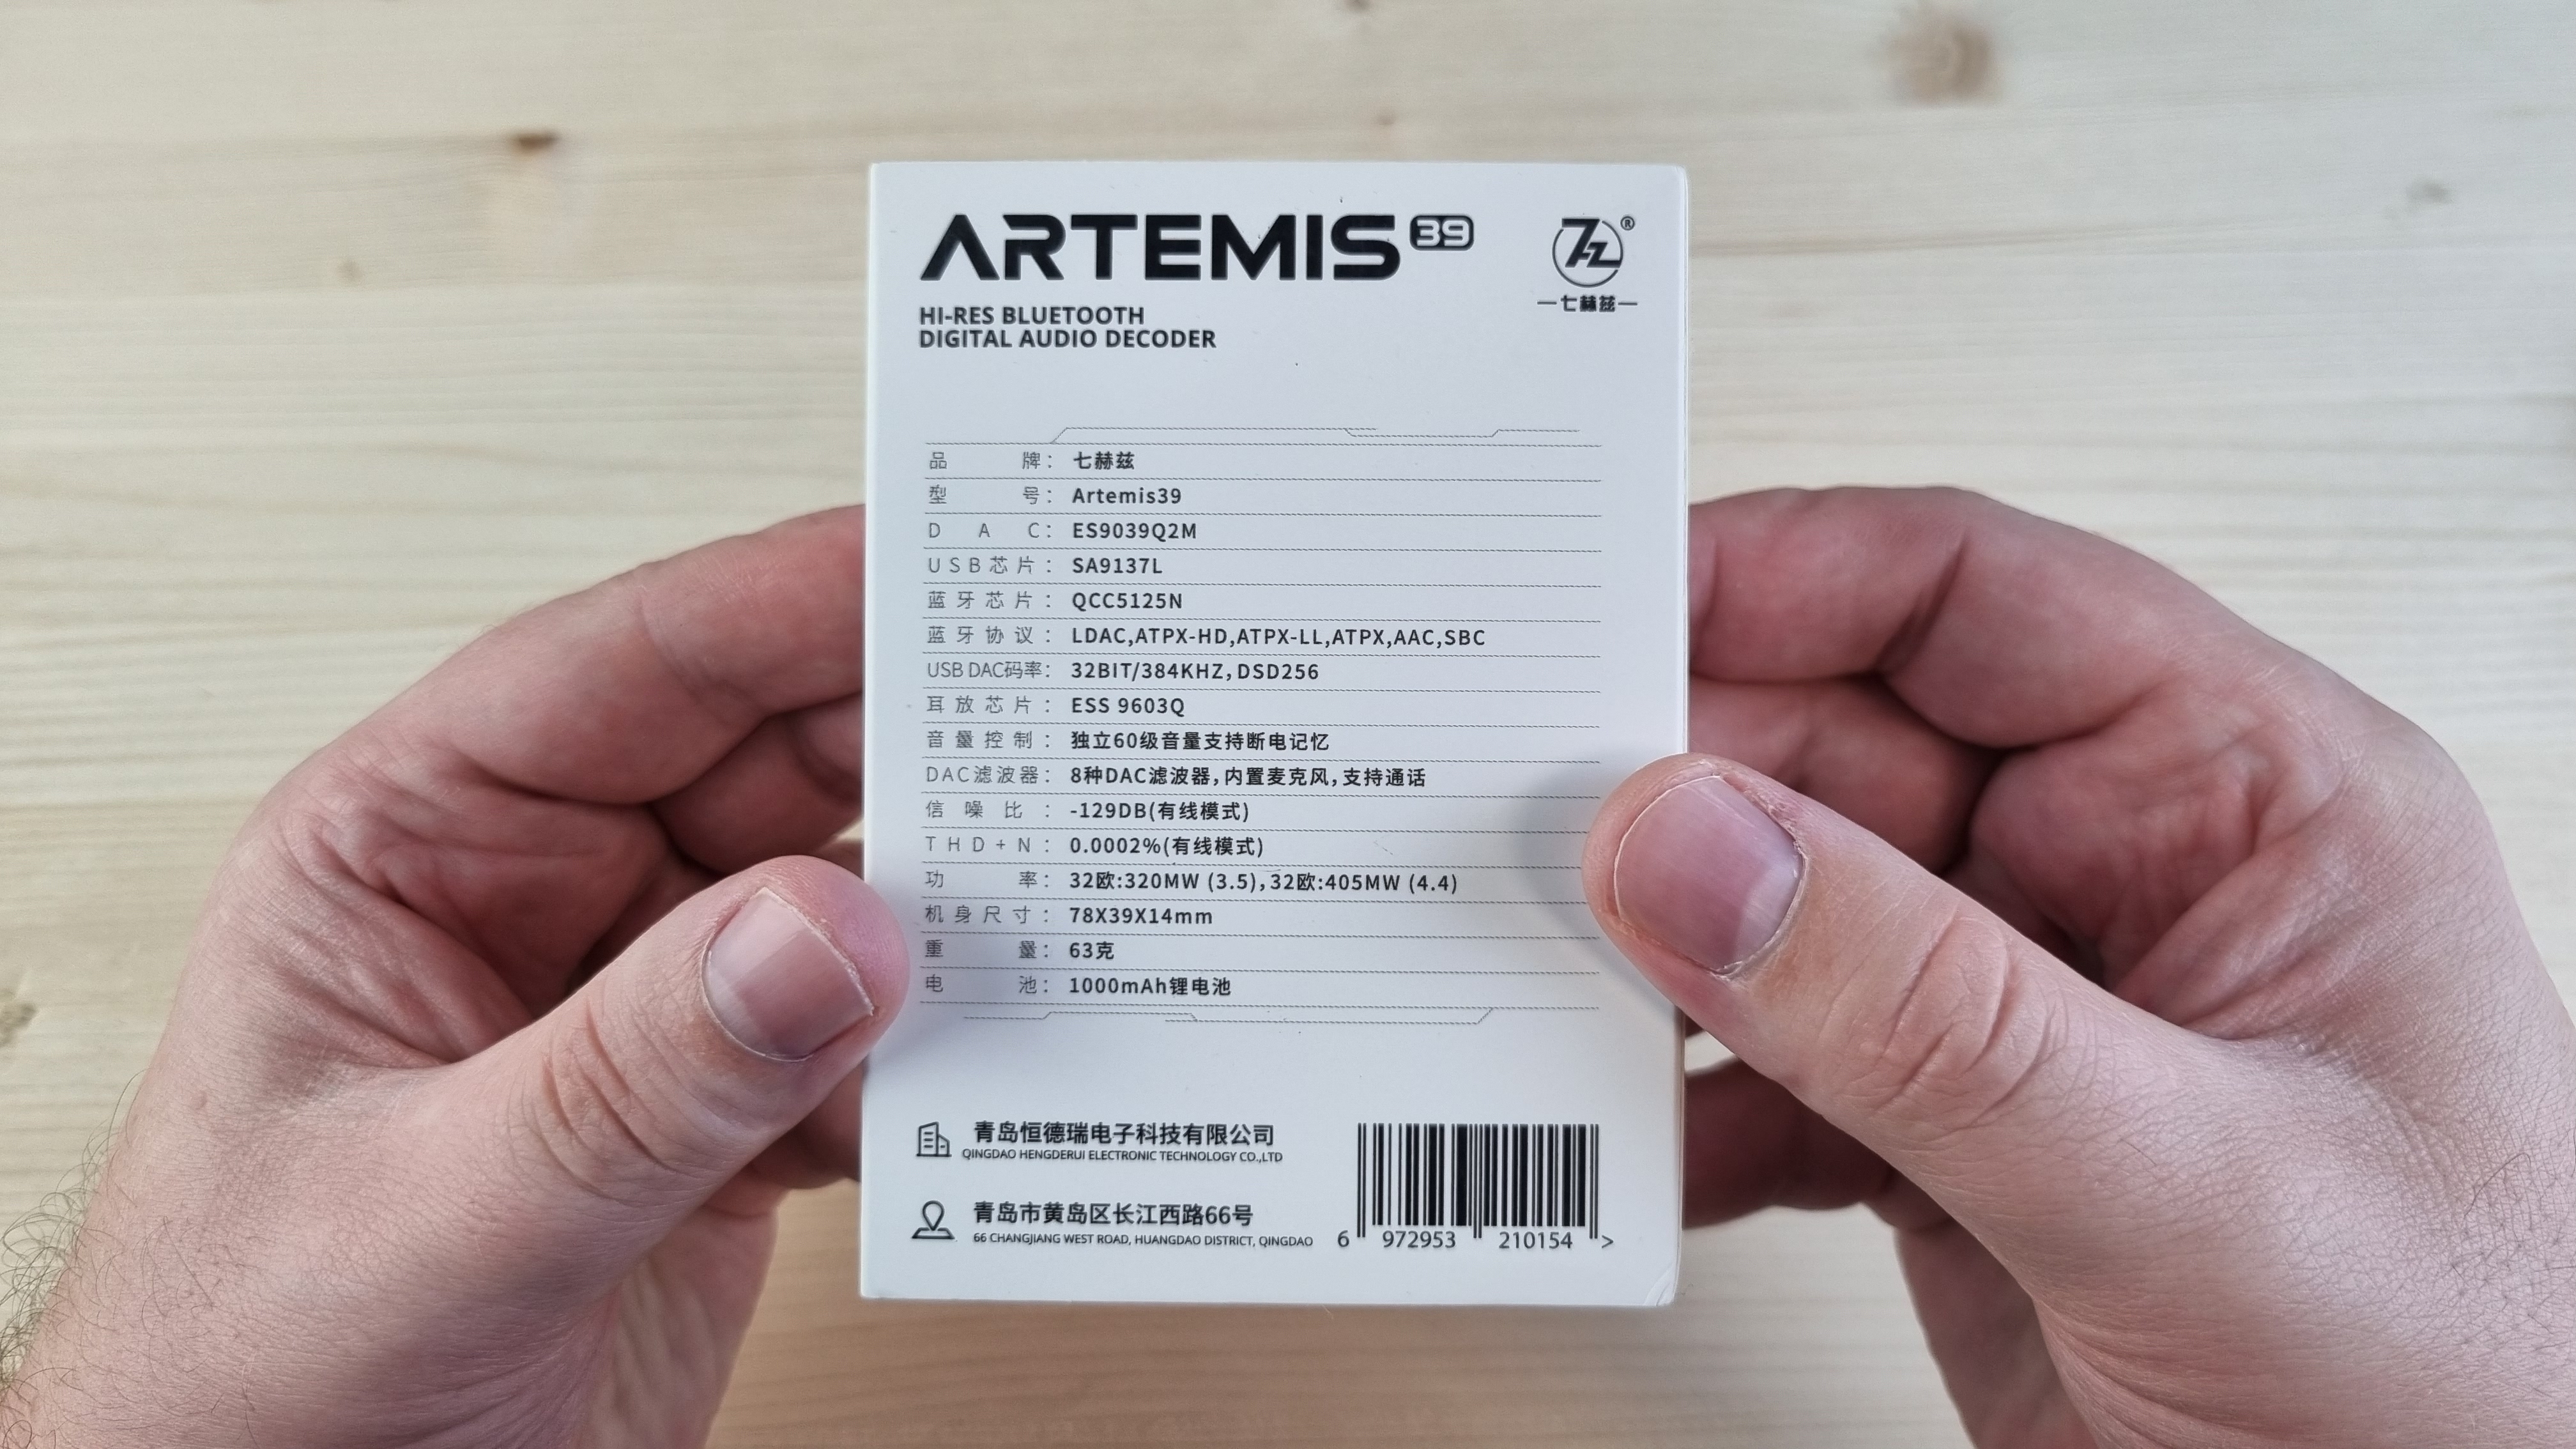 ARTEMIS 39
7Z ®
七赫兹
HI-RES BLUETOOTH
DIGITAL AUDIO DECODER
品牌: 七赫兹
型号: Artemis39
DAC: ES9039Q2M
USB芯片: SA9137L
蓝牙芯片: QCC5125N
蓝牙协议: LDAC,ATPX-HD,ATPX-LL,ATPX,AAC,SBC
USB DAC码率: 32BIT/384KHZ,DSD256
耳放芯片: ESS 9603Q
音量控制: 独立60级音量支持断电记忆
DAC滤波器: 8种DAC滤波器,内置麦克风,支持通话
信噪比: -129DB(有线模式)
THD+N: 0.0002%(有线模式)
功率: 32欧:320MW (3.5),32欧:405MW (4.4)
机身尺寸: 78X39X14mm
重量: 63克
电池: 1000mAh锂电池
青岛恒德瑞电子科技有限公司
QINGDAO HENGDERUI ELECTRONIC TECHNOLOGY CO.,LTD
青岛市黄岛区长江西路66号
66 CHANGJIANG WEST ROAD, HUANGDAO DISTRICT, QINGDAO
6 972953 210154 >